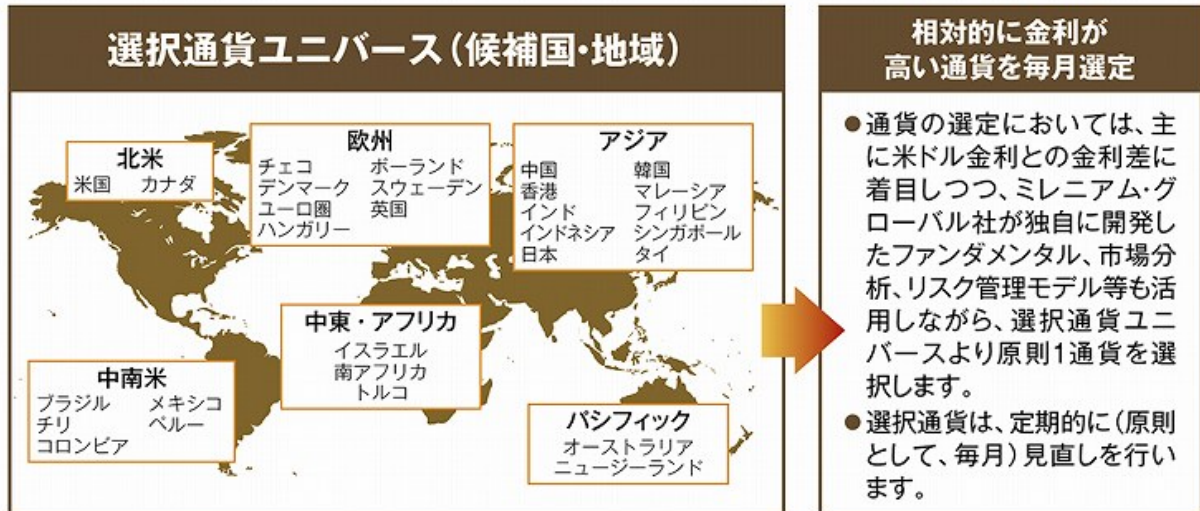 選択通貨ユニバース（候補国・地域）
北米
米国　カナダ
欧州
チェコ　ポーランド
デンマーク　スウェーデン
ユーロ圏　英国
ハンガリー
アジア
中国　韓国
香港　マレーシア
インド　フィリピン
インドネシア　シンガポール
日本　タイ
中東・アフリカ
イスラエル
南アフリカ
トルコ
中南米
ブラジル　メキシコ
チリ　ペルー
コロンビア
パシフィック
オーストラリア
ニュージーランド
相対的に金利が
高い通貨を毎月選定
●通貨の選定においては、主
に米ドル金利との金利差に
着目しつつ、ミレニアム・グ
ローバル社が独自に開発し
たファンダメンタル、市場分
析、リスク管理モデル等も活
用しながら、選択通貨ユニ
バースより原則1通貨を選
択します。
●選択通貨は、定期的に（原則
として、毎月）見直しを行い
ます。